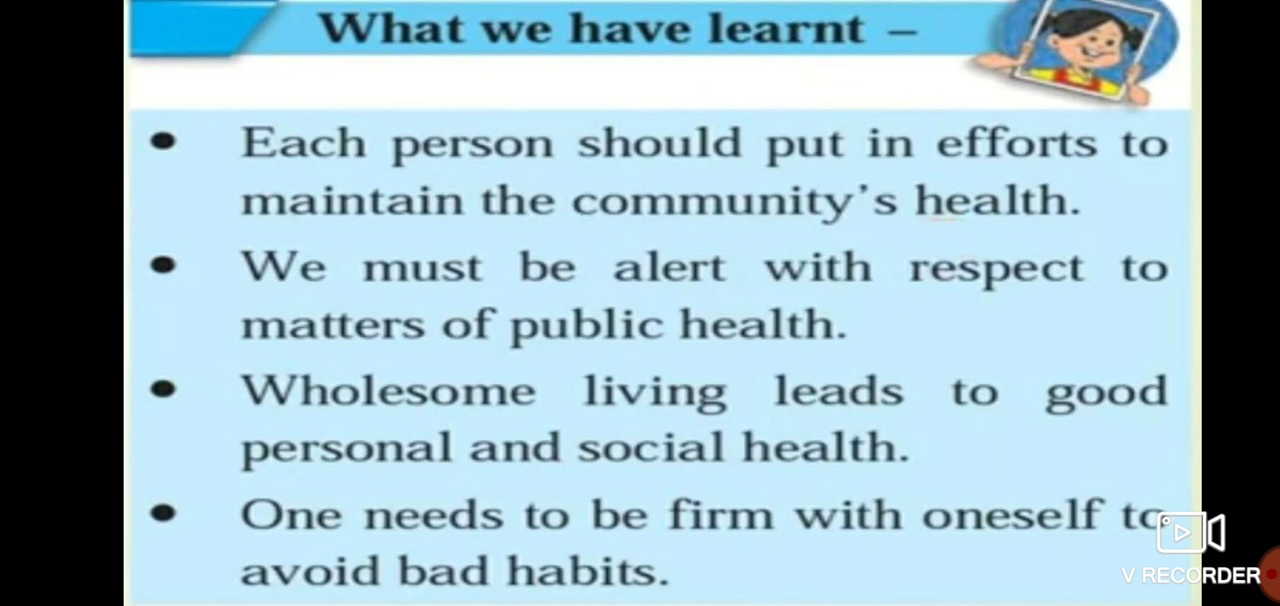 What we have learnt –
• Each person should put in efforts to
maintain the community's health.
• We must be alert with respect to
matters of public health.
• Wholesome living leads to good
personal and social health.
• One needs to be firm with oneself to
avoid bad habits.
V RECORDER